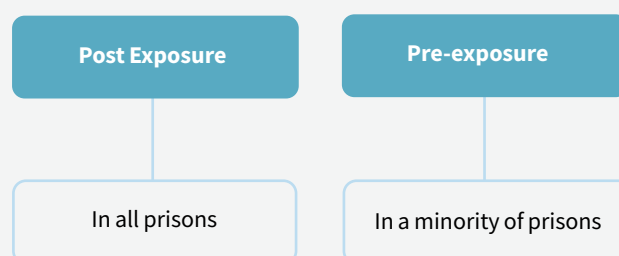 Post Exposure
Pre-exposure
In all prisons
In a minority of prisons